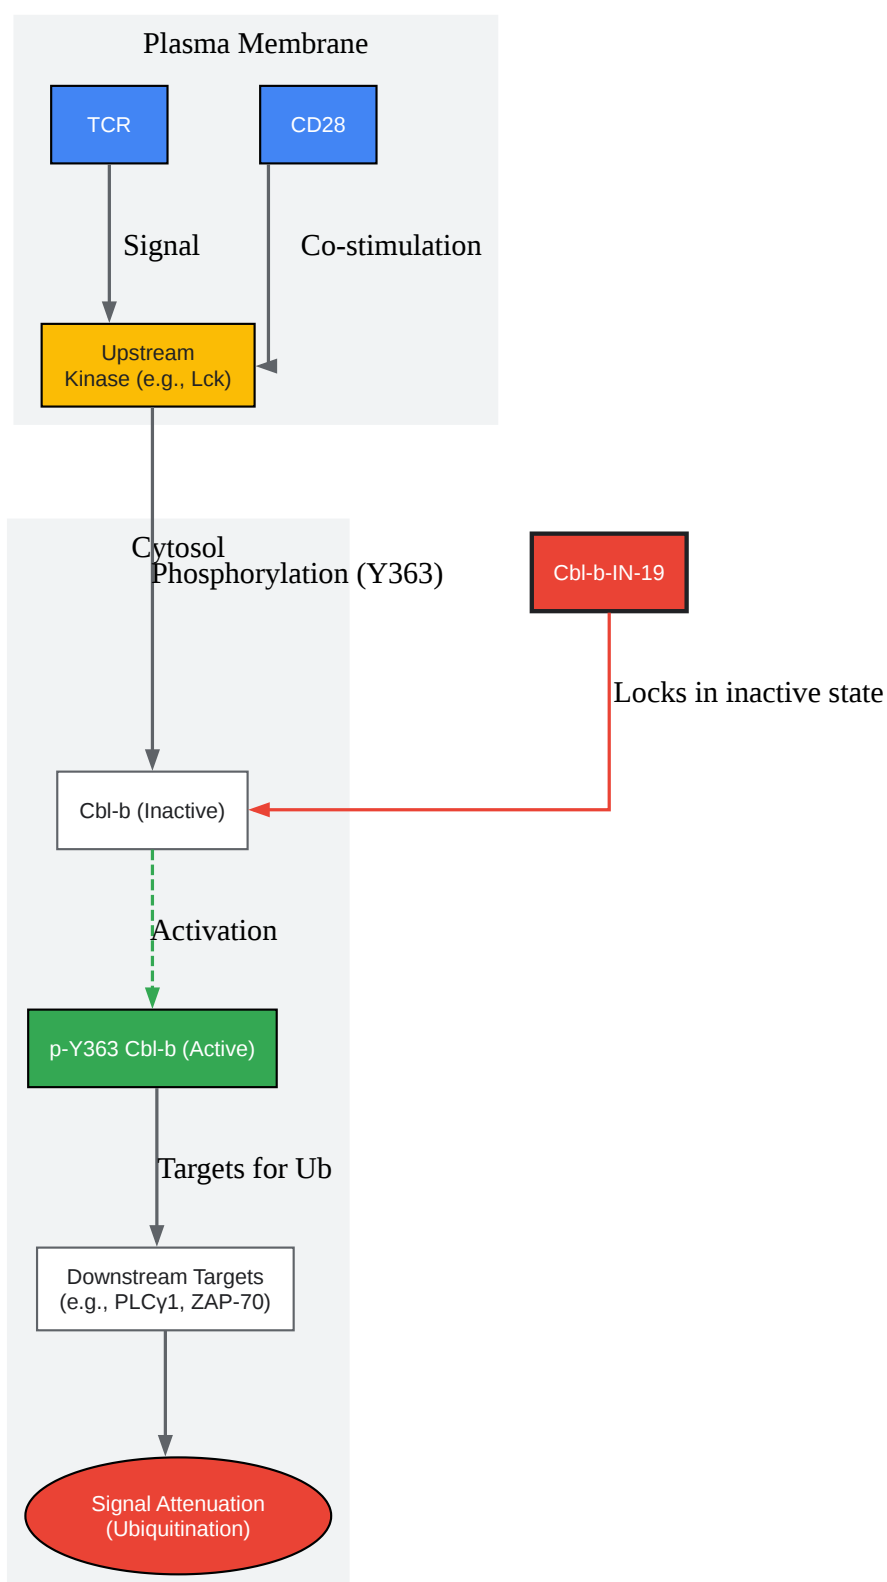 Plasma Membrane
TCR
CD28
Signal
Co-stimulation
Upstream
Kinase (e.g., Lck)
Cytosol
Phosphorylation (Y363)
Cbl-b-IN-19
Locks in inactive state
Cbl-b (Inactive)
Activation
p-Y363 Cbl-b (Active)
Targets for Ub
Downstream Targets
(e.g., PLCγ1, ZAP-70)
Signal Attenuation
(Ubiquitination)